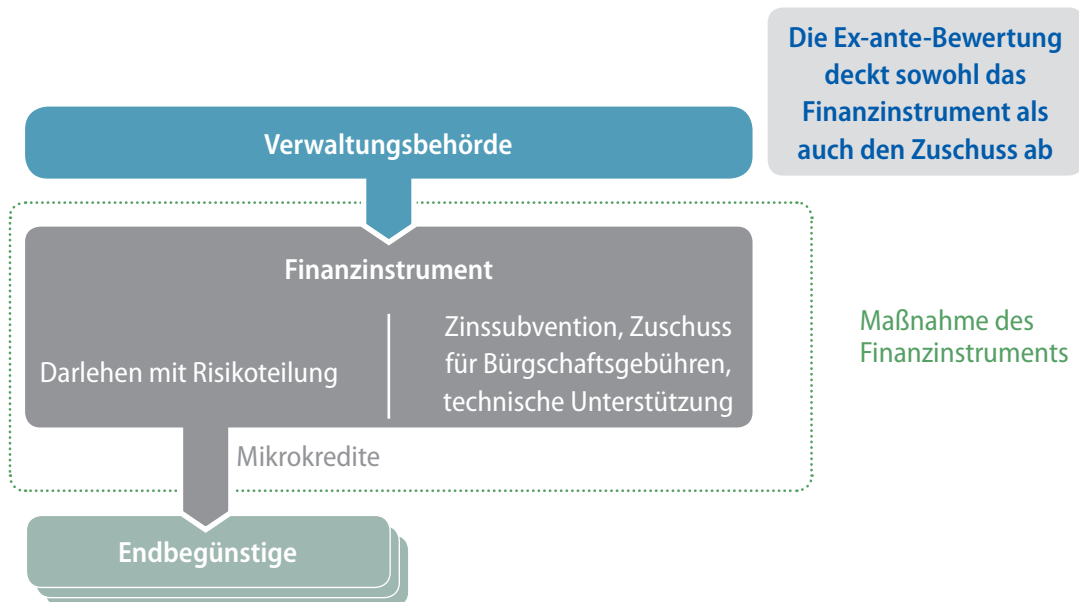 Die Ex-ante-Bewertung
deckt sowohl das
Finanzinstrument als
auch den Zuschuss ab
Verwaltungsbehörde
Finanzinstrument
Darlehen mit Risikoteilung
Zinssubvention, Zuschuss
für Bürgschaftsgebühren,
technische Unterstützung
Maßnahme des
Finanzinstruments
Mikrokredite
Endbegünstige